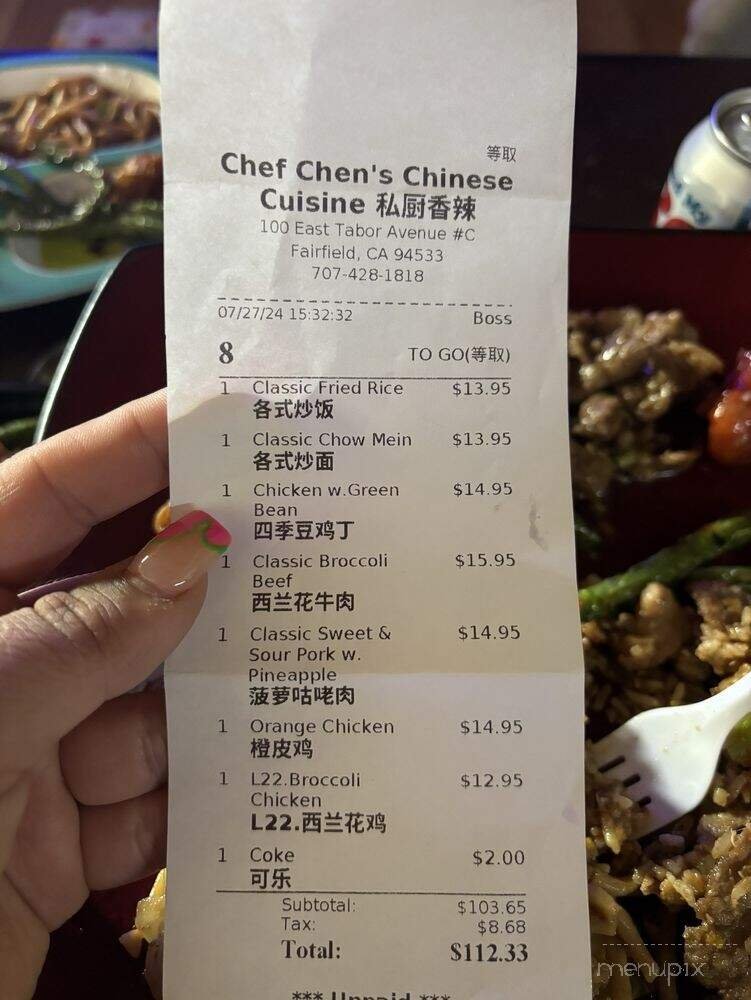 等取
Chef Chen's Chinese
Cuisine 私厨香辣
100 East Tabor Avenue #C
Fairfield, CA 94533
707-428-1818
07/27/24 15:32:32 Boss
8 TO GO(等取)
1 Classic Fried Rice $13.95
各式炒饭
1 Classic Chow Mein $13.95
各式炒面
1 Chicken w.Green $14.95
Bean
四季豆鸡丁
1 Classic Broccoli $15.95
Beef
西兰花牛肉
1 Classic Sweet & $14.95
Sour Pork w.
Pineapple
菠萝咕咾肉
1 Orange Chicken $14.95
橙皮鸡
1 L22.Broccoli $12.95
Chicken
L22.西兰花鸡
1 Coke $2.00
可乐
Subtotal: $103.65
Tax: $8.68
Total: $112.33
*** Unpaid ***
menupix